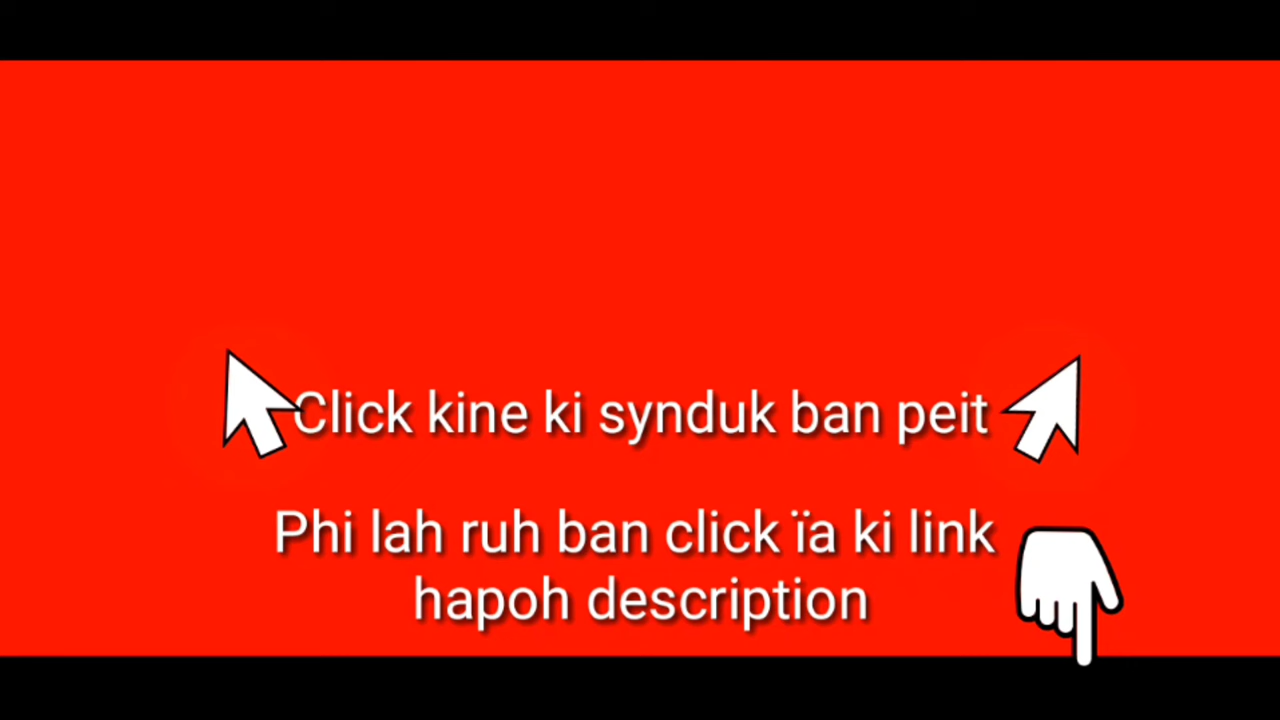 Click kine ki synduk ban peit
Phi lah ruh ban click ïa ki link
hapoh description